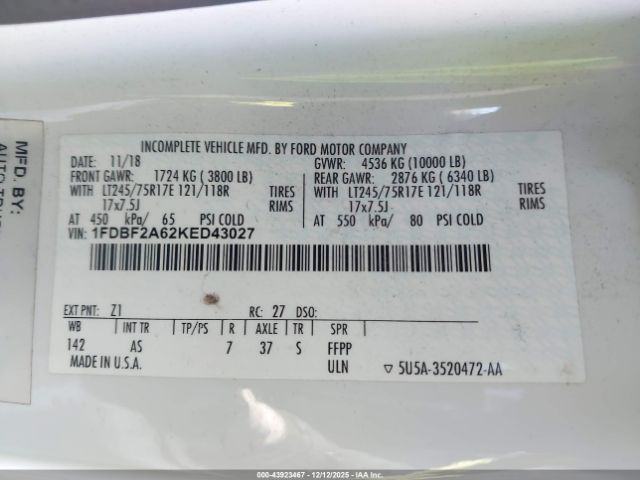 MFD. BY:
INCOMPLETE VEHICLE MFD. BY FORD MOTOR COMPANY
DATE: 11/18 GVWR: 4536 KG (10000 LB)
FRONT GAWR: 1724 KG ( 3800 LB) REAR GAWR: 2876 KG ( 6340 LB)
WITH LT245/75R17E 121/118R TIRES WITH LT245/75R17E 121/118R TIRES
17x7.5J RIMS 17x7.5J RIMS
AT 450 kPa/ 65 PSI COLD AT 550 kPa/ 80 PSI COLD
VIN: 1FDBF2A62KED43027
EXT PNT: Z1 RC: 27 DSO:
WB INT TR TP/PS R AXLE TR SPR
142 AS 7 37 S FFPP
MADE IN U.S.A. ULN ▽ 5U5A-3520472-AA
000-43923467 - 12/12/2025 - IAAI.COM